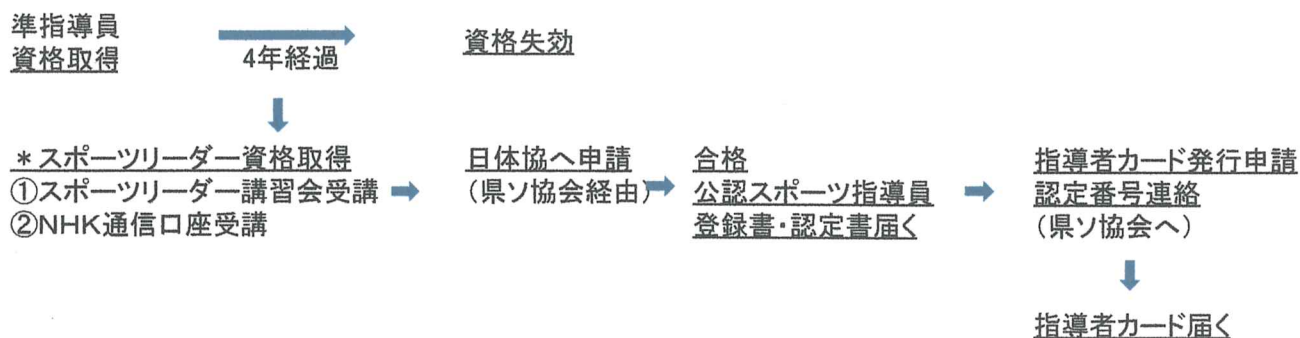 準指導員
資格取得
4年経過
資格失効
*スポーツリーダー資格取得
①スポーツリーダー講習会受講
②NHK通信口座受講
日体協へ申請
(県ソ協会経由)
合格
公認スポーツ指導員
登録書・認定書届く
指導者カード発行申請
認定番号連絡
(県ソ協会へ)
指導者カード届く